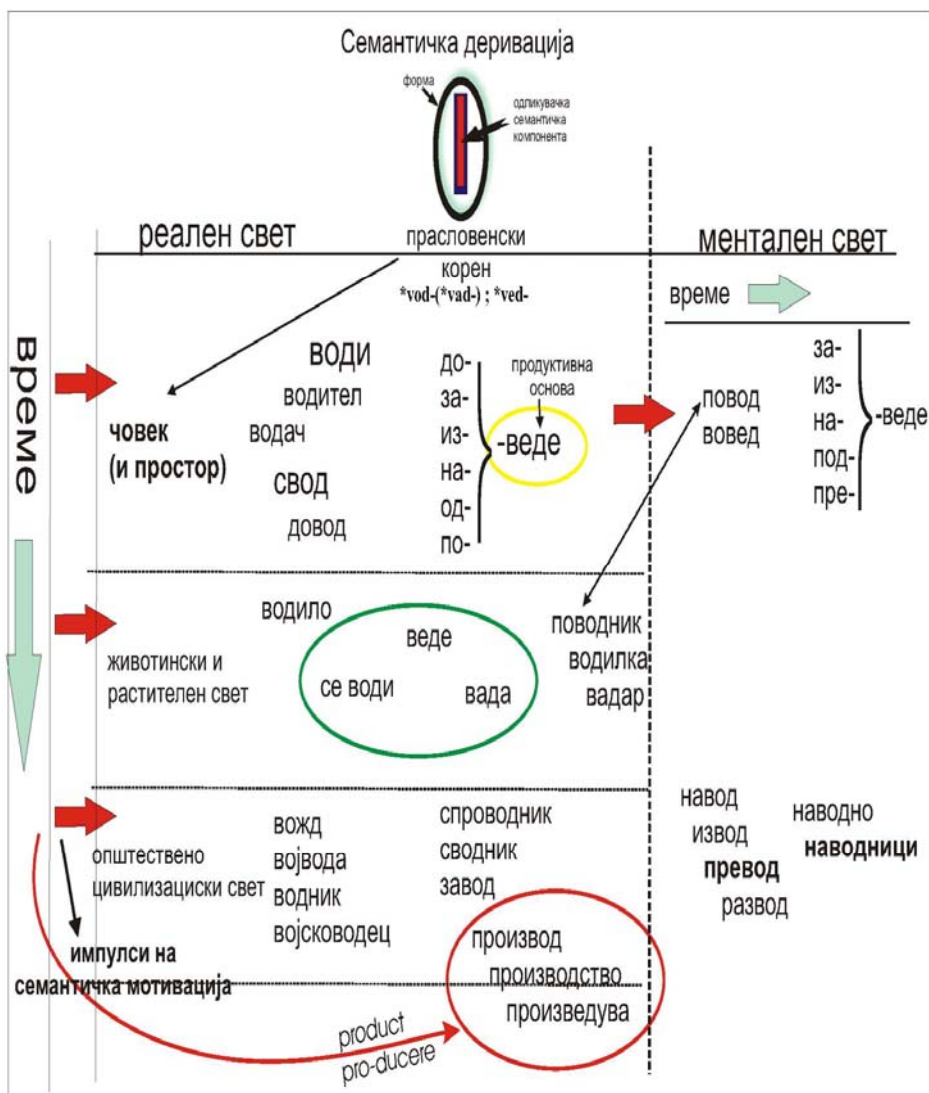 Семантичка деривација
форма
одликувачка
семантичка
компонента
реален свет
прасловенски
корен
*vod-(*vad-) ; *ved-
ментален свет
време
време
човек
(и простор)
води
водител
водач
свод
довод
до-
за-
из-
на-
од-
по-
продуктивна
основа
-веде
повод
вовед
за-
из-
на-
под-
пре-
-веде
животински и
растителен свет
водило
веде
се води
вада
поводник
водилка
вадар
општествено
цивилизациски свет
вожд
војвода
водник
војсководец
спроводник
сводник
завод
производ
производство
произведува
навод
извод
превод
развод
наводно
наводници
импулси на
семантичка мотивација
product
pro-ducere